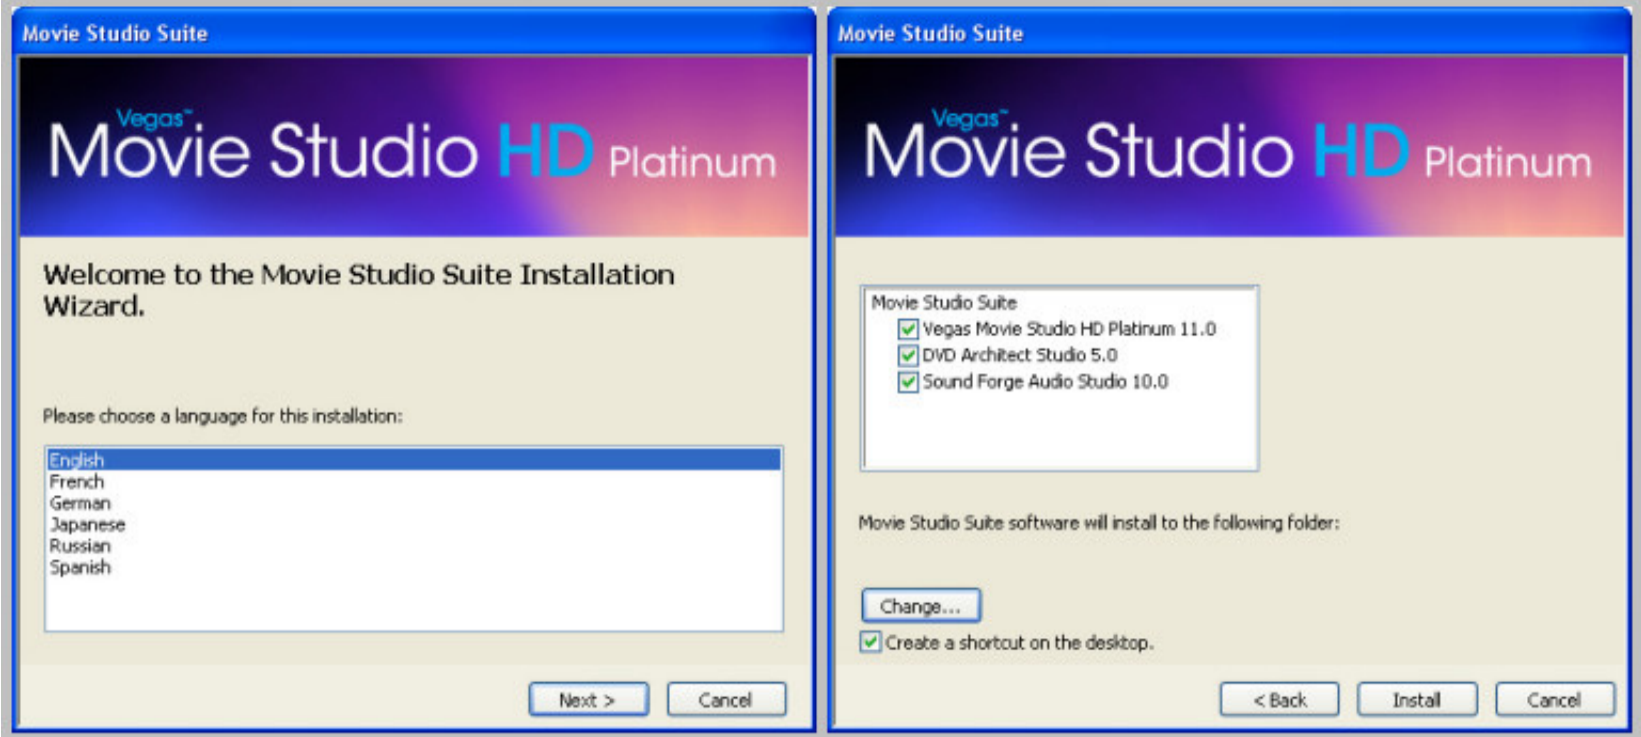 Movie Studio Suite
Vegas™
Movie Studio HD Platinum
Welcome to the Movie Studio Suite Installation
Wizard.
Please choose a language for this installation:
English
French
German
Japanese
Russian
Spanish
Next >
Cancel
Movie Studio Suite
Vegas™
Movie Studio HD Platinum
Movie Studio Suite
Vegas Movie Studio HD Platinum 11.0
DVD Architect Studio 5.0
Sound Forge Audio Studio 10.0
Movie Studio Suite software will install to the following folder:
Change...
Create a shortcut on the desktop.
< Back
Install
Cancel